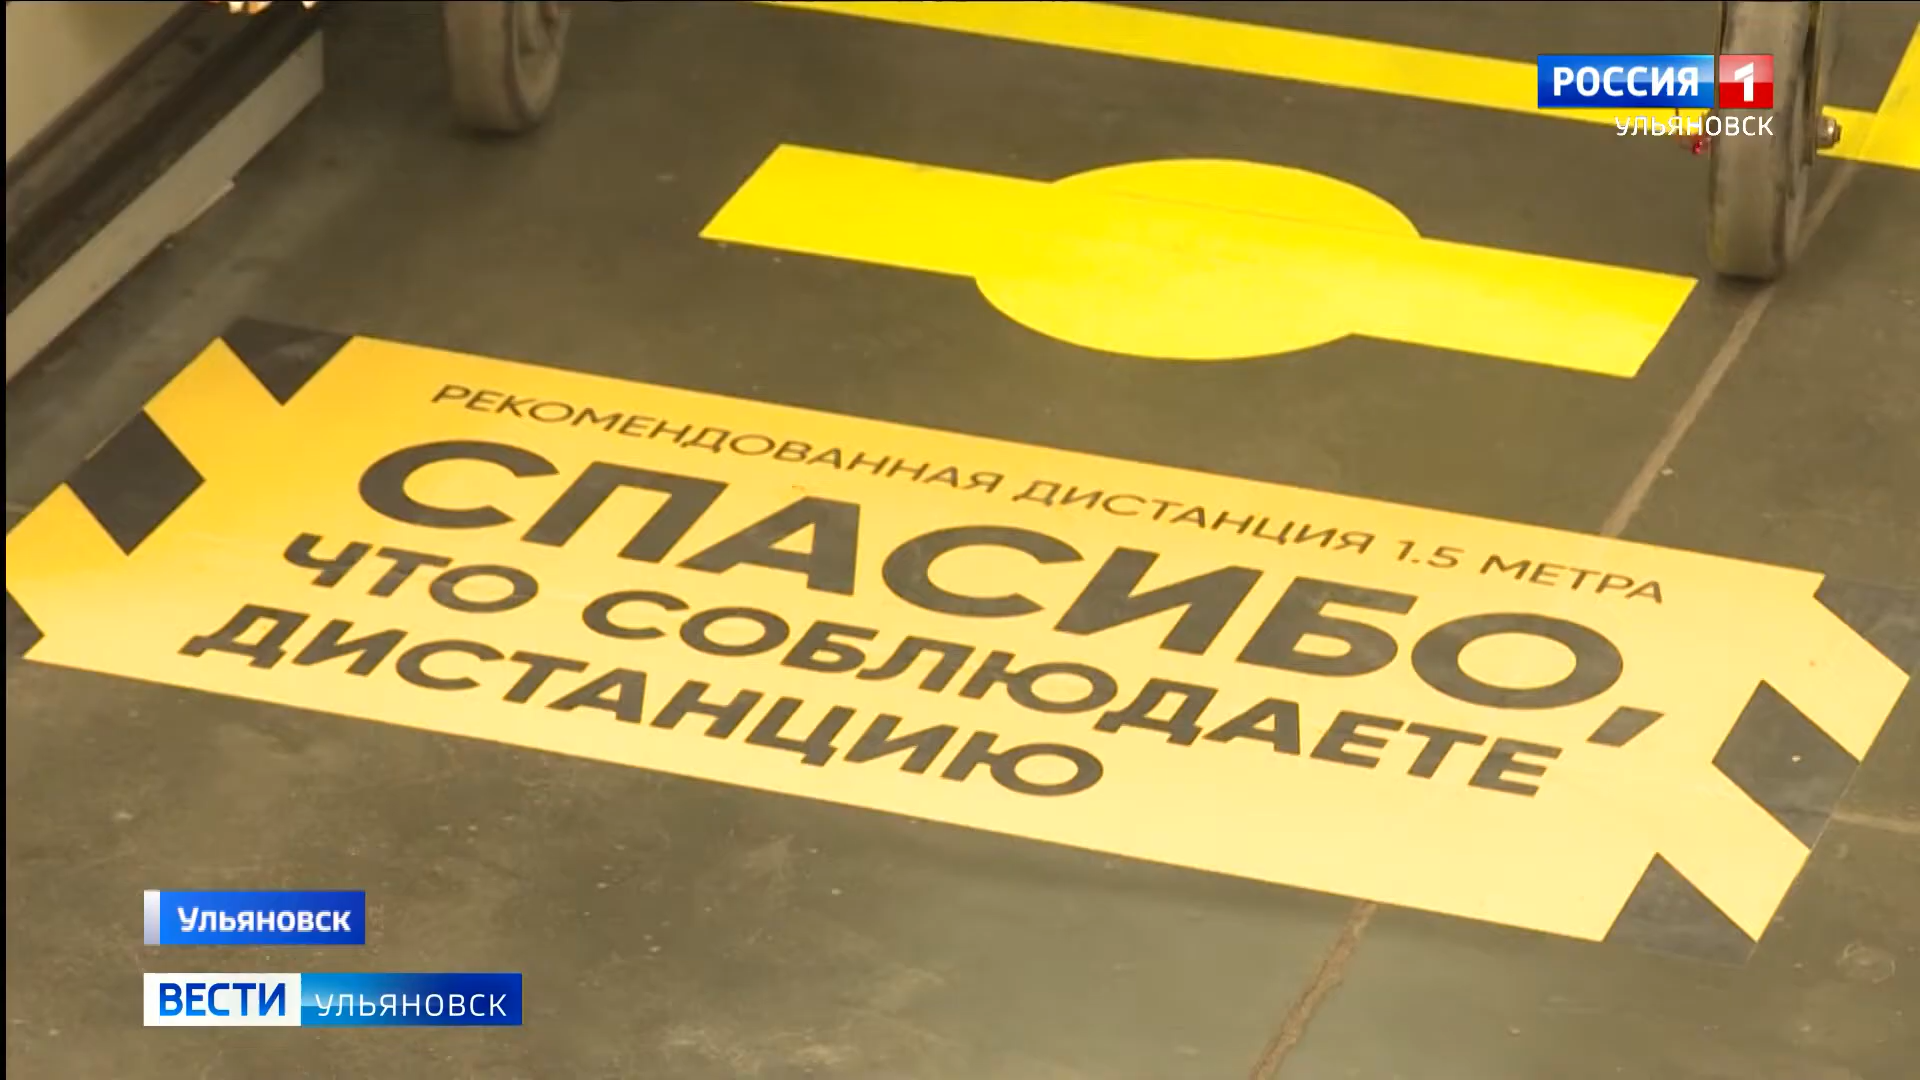 РОССИЯ 1
УЛЬЯНОВСК
РЕКОМЕНДОВАННАЯ ДИСТАНЦИЯ 1.5 МЕТРА
СПАСИБО,
ЧТО СОБЛЮДАЕТЕ
ДИСТАНЦИЮ
Ульяновск
ВЕСТИ УЛЬЯНОВСК